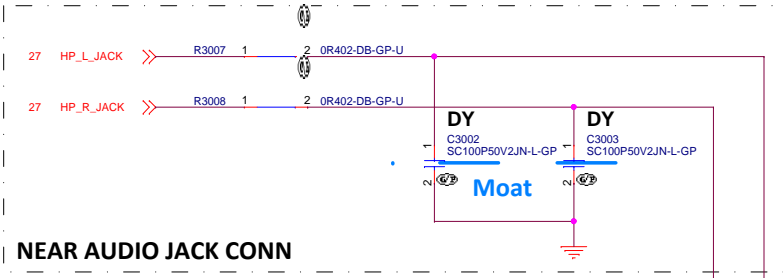 27 HP_L_JACK R3007 1 2 0R402-DB-GP-U
27 HP_R_JACK R3008 1 2 0R402-DB-GP-U
DY DY
C3002 C3003
SC100P50V2JN-L-GP SC100P50V2JN-L-GP
1 1
2 2
Moat
NEAR AUDIO JACK CONN